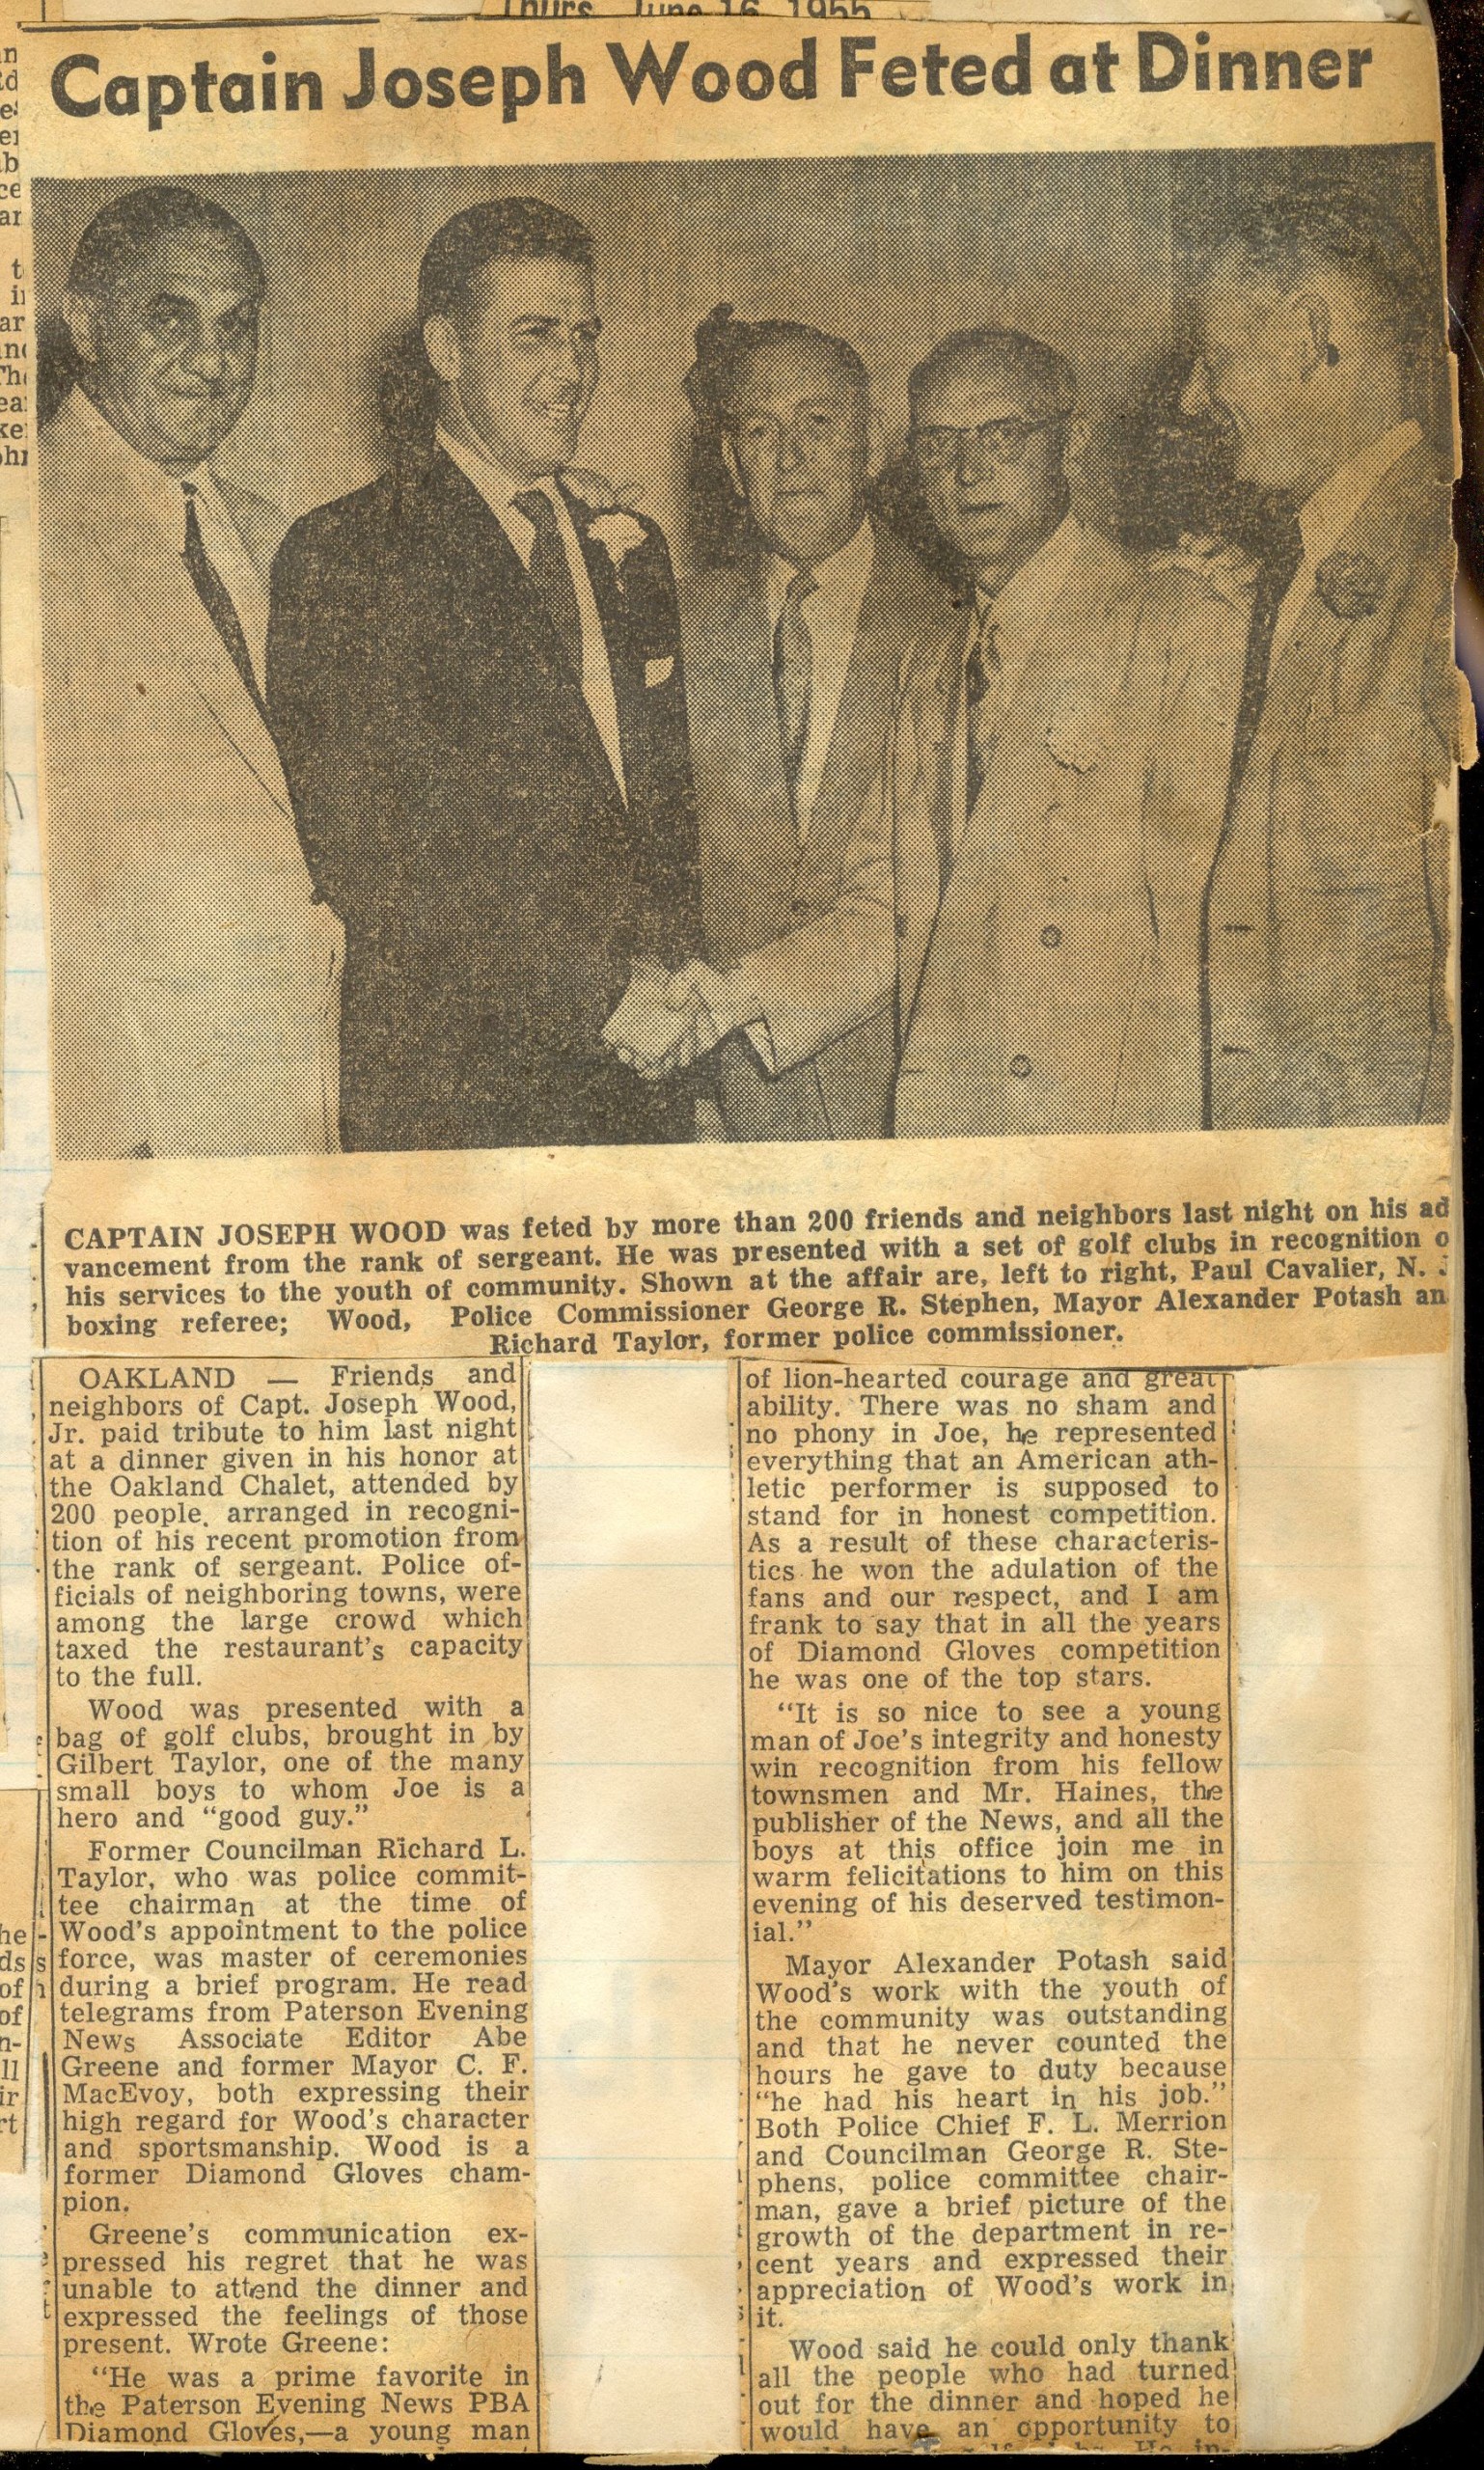 Thurs. June 16, 1955
Captain Joseph Wood Feted at Dinner
CAPTAIN JOSEPH WOOD was feted by more than 200 friends and neighbors last night on his ad
vancement from the rank of sergeant. He was presented with a set of golf clubs in recognition o
his services to the youth of community. Shown at the affair are, left to right, Paul Cavalier, N. J
boxing referee; Wood, Police Commissioner George R. Stephen, Mayor Alexander Potash an
Richard Taylor, former police commissioner.
OAKLAND — Friends and
neighbors of Capt. Joseph Wood,
Jr. paid tribute to him last night
at a dinner given in his honor at
the Oakland Chalet, attended by
200 people, arranged in recogni-
tion of his recent promotion from
the rank of sergeant. Police of-
ficials of neighboring towns, were
among the large crowd which
taxed the restaurant's capacity
to the full.
Wood was presented with a
bag of golf clubs, brought in by
Gilbert Taylor, one of the many
small boys to whom Joe is a
hero and "good guy."
Former Councilman Richard L.
Taylor, who was police commit-
tee chairman at the time of
Wood's appointment to the police
force, was master of ceremonies
during a brief program. He read
telegrams from Paterson Evening
News Associate Editor Abe
Greene and former Mayor C. F.
MacEvoy, both expressing their
high regard for Wood's character
and sportsmanship. Wood is a
former Diamond Gloves cham-
pion.
Greene's communication ex-
pressed his regret that he was
unable to attend the dinner and
expressed the feelings of those
present. Wrote Greene:
"He was a prime favorite in
the Paterson Evening News PBA
Diamond Gloves,—a young man
of lion-hearted courage and great
ability. There was no sham and
no phony in Joe, he represented
everything that an American ath-
letic performer is supposed to
stand for in honest competition.
As a result of these characteris-
tics he won the adulation of the
fans and our respect, and I am
frank to say that in all the years
of Diamond Gloves competition
he was one of the top stars.
"It is so nice to see a young
man of Joe's integrity and honesty
win recognition from his fellow
townsmen and Mr. Haines, the
publisher of the News, and all the
boys at this office join me in
warm felicitations to him on this
evening of his deserved testimon-
ial."
Mayor Alexander Potash said
Wood's work with the youth of
the community was outstanding
and that he never counted the
hours he gave to duty because
"he had his heart in his job."
Both Police Chief F. L. Merrion
and Councilman George R. Ste-
phens, police committee chair-
man, gave a brief picture of the
growth of the department in re-
cent years and expressed their
appreciation of Wood's work in
it.
Wood said he could only thank
all the people who had turned
out for the dinner and hoped he
would have an opportunity to